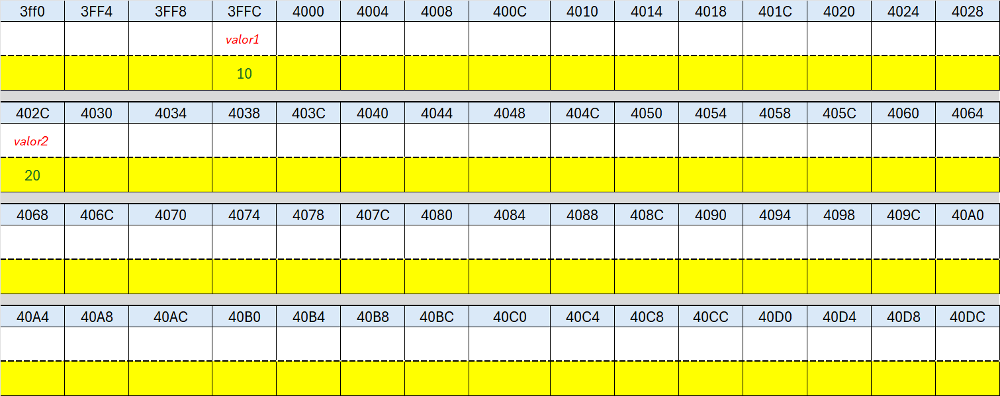 3ff0 3FF4 3FF8 3FFC 4000 4004 4008 400C 4010 4014 4018 401C 4020 4024 4028
valor1
10
402C 4030 4034 4038 403C 4040 4044 4048 404C 4050 4054 4058 405C 4060 4064
valor2
20
4068 406C 4070 4074 4078 407C 4080 4084 4088 408C 4090 4094 4098 409C 40A0
40A4 40A8 40AC 40B0 40B4 40B8 40BC 40C0 40C4 40C8 40CC 40D0 40D4 40D8 40DC